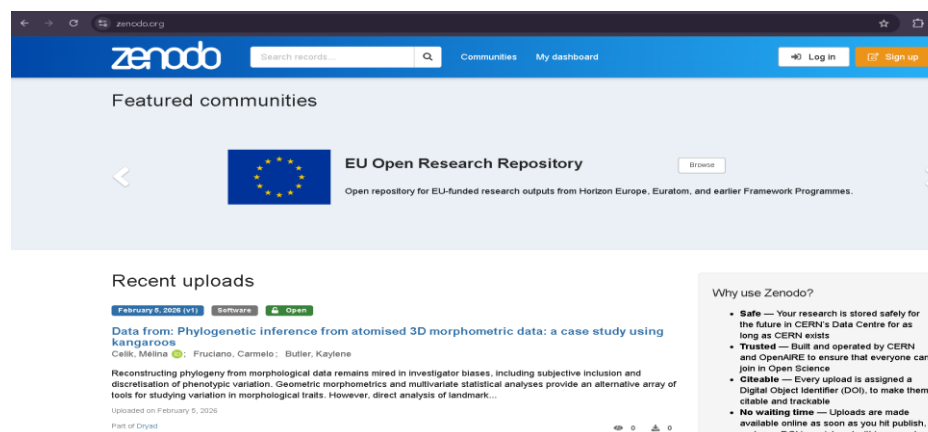 zenodo.org
zenodo
Search records...
Communities
My dashboard
Log in
Sign up
Featured communities
EU Open Research Repository
Browse
Open repository for EU-funded research outputs from Horizon Europe, Euratom, and earlier Framework Programmes.
Recent uploads
February 5, 2026 (v1) Software Open
Data from: Phylogenetic inference from atomised 3D morphometric data: a case study using
kangaroos
Celik, Mélina iD; Fruciano, Carmelo; Butler, Kaylene
Reconstructing phylogeny from morphological data remains mired in investigator biases, including subjective inclusion and
discretisation of phenotypic variation. Geometric morphometrics and multivariate statistical analyses provide an alternative array of
tools for studying variation in morphological traits. However, direct analysis of landmark...
Uploaded on February 5, 2026
Part of Dryad
0 0
Why use Zenodo?
• Safe — Your research is stored safely for
the future in CERN's Data Centre for as
long as CERN exists
• Trusted — Built and operated by CERN
and OpenAIRE to ensure that everyone can
join in Open Science
• Citeable — Every upload is assigned a
Digital Object Identifier (DOI), to make them
citable and trackable
• No waiting time — Uploads are made
available online as soon as you hit publish,